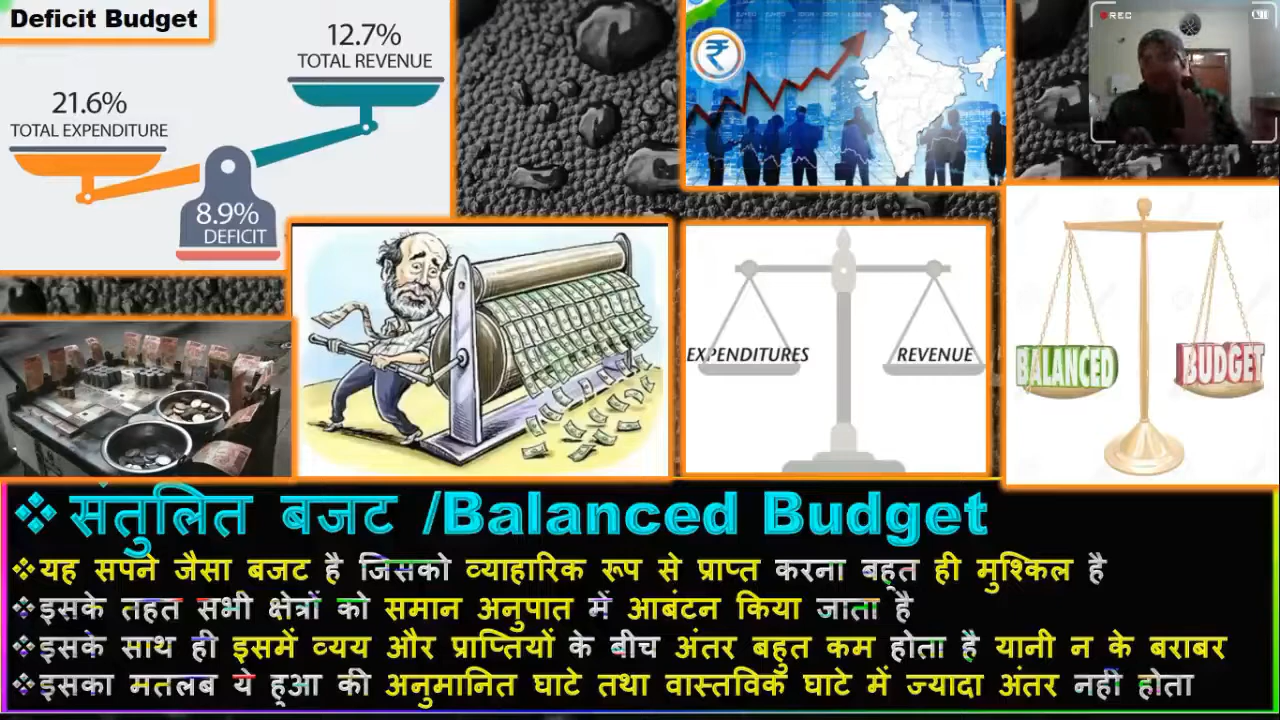 Deficit Budget
12.7%
TOTAL REVENUE
21.6%
TOTAL EXPENDITURE
8.9%
DEFICIT
₹
REC
EXPENDITURES
REVENUE
BALANCED
BUDGET
❖संतुलित बजट /Balanced Budget
❖यह सपने जैसा बजट है जिसको व्याहारिक रूप से प्राप्त करना बहुत ही मुश्किल है
❖इसके तहत सभी क्षेत्रों को समान अनुपात में आबंटन किया जाता है
❖इसके साथ ही इसमें व्यय और प्राप्तियों के बीच अंतर बहुत कम होता है यानी न के बराबर
❖इसका मतलब ये हुआ की अनुमानित घाटे तथा वास्तविक घाटे में ज्यादा अंतर नहीं होता